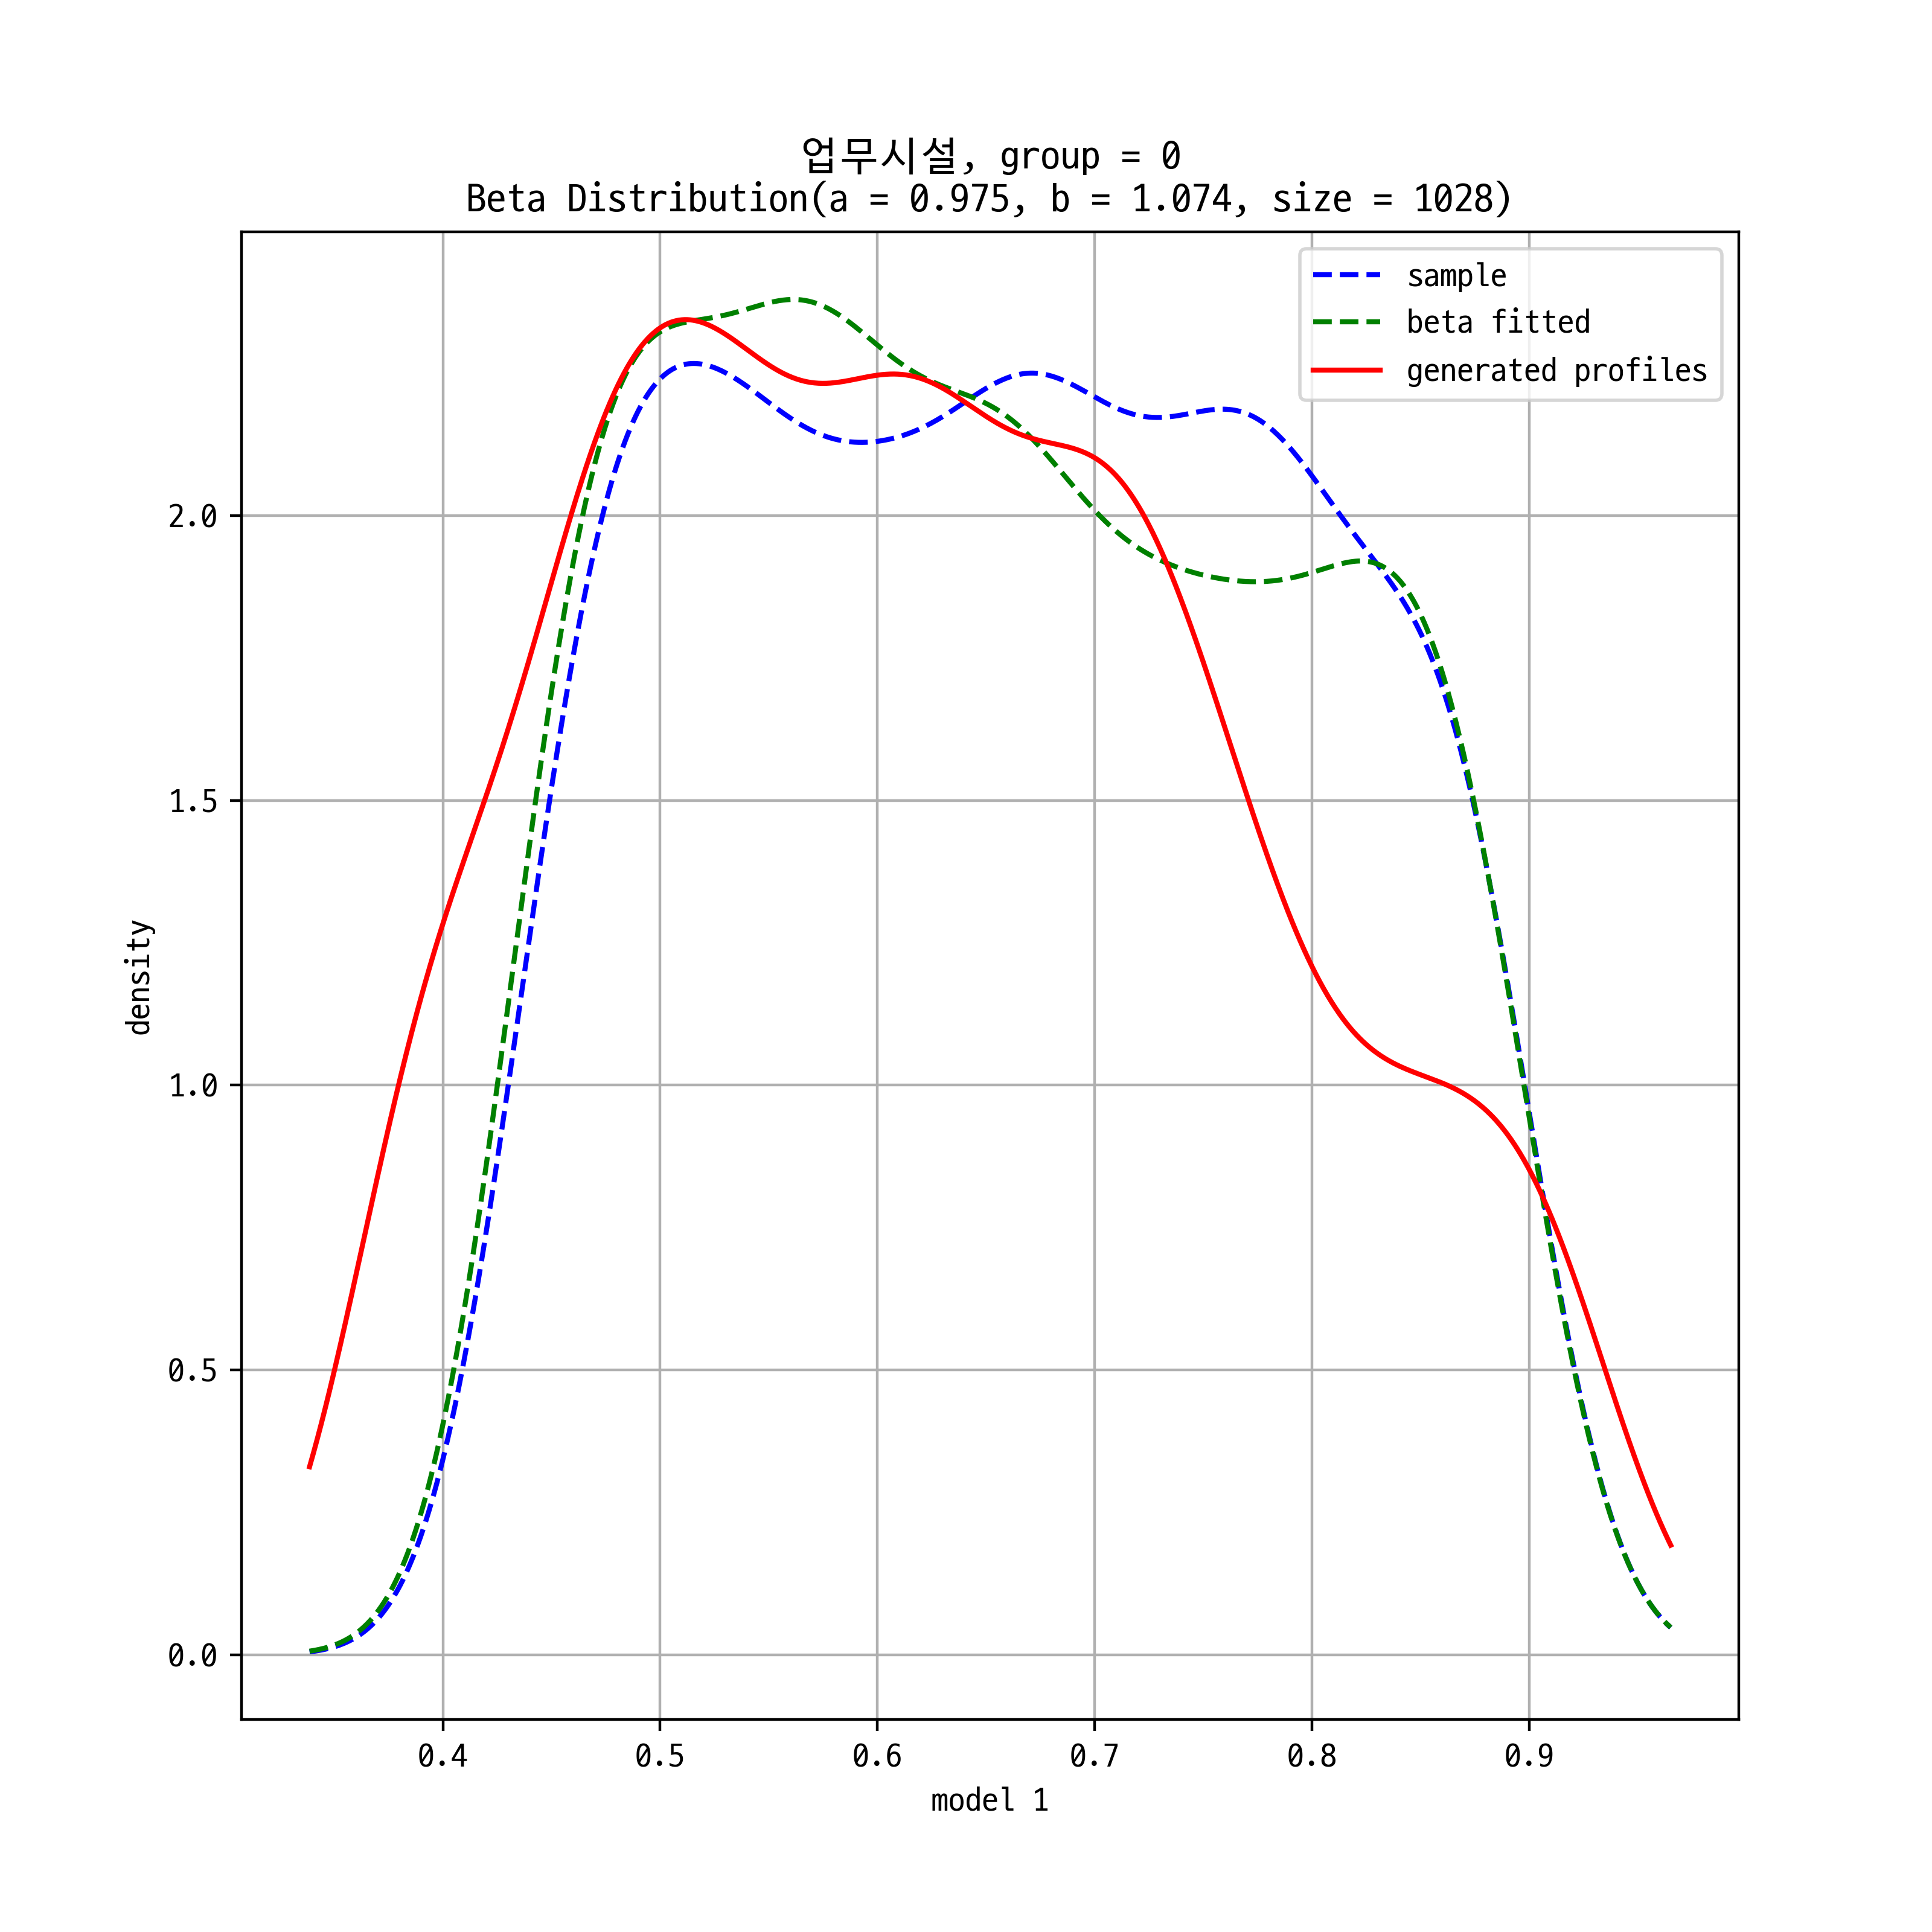 업무시설, group = 0
Beta Distribution(a = 0.975, b = 1.074, size = 1028)
sample
beta fitted
generated profiles
density
2.0
1.5
1.0
0.5
0.0
0.4 0.5 0.6 0.7 0.8 0.9
model 1